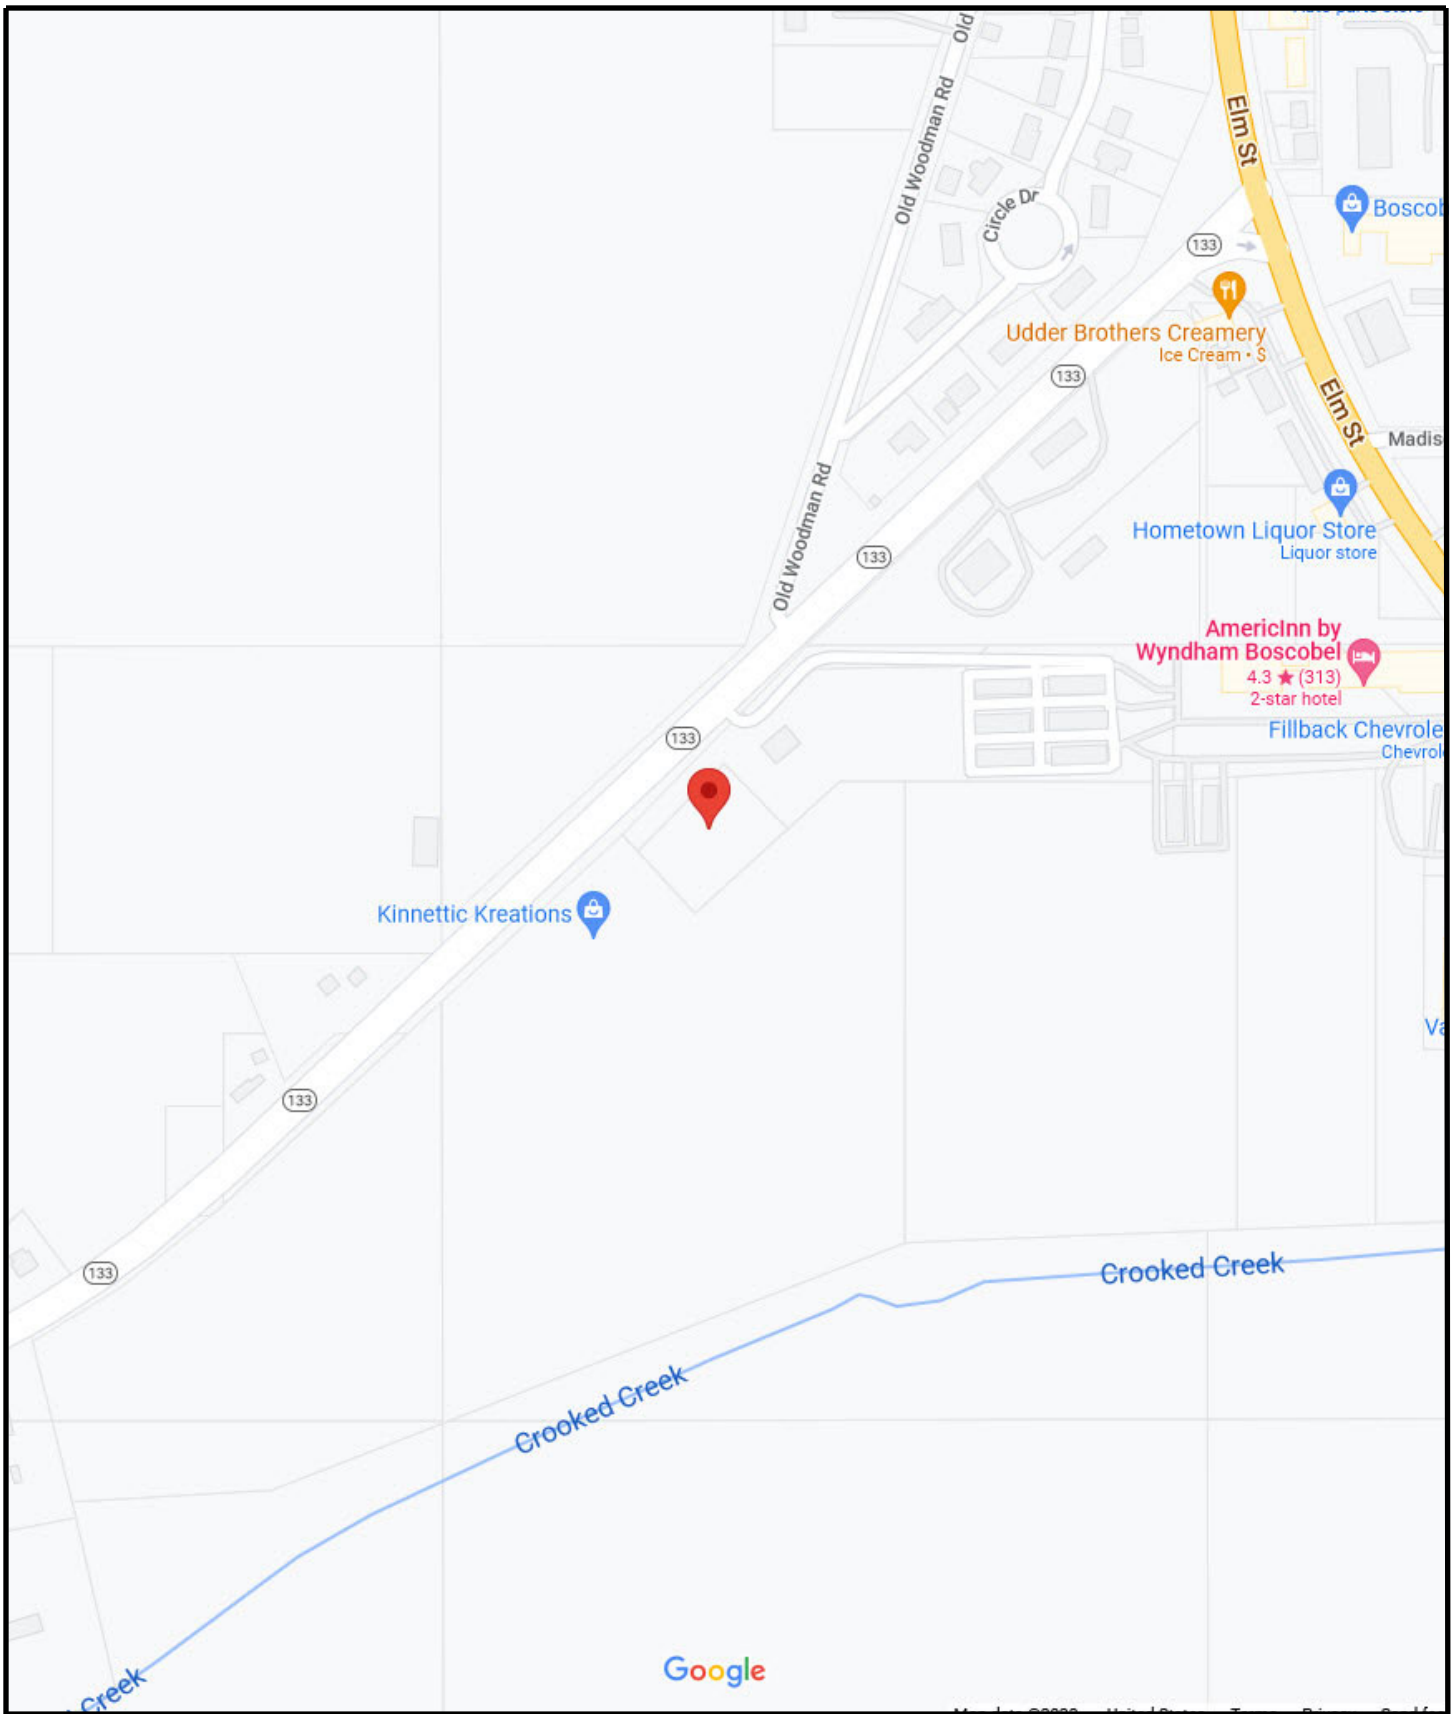 Old
Old Woodman Rd
Elm St
Circle Dr
Boscob
133
Udder Brothers Creamery
Ice Cream • $
133
Elm St
Madis
Old Woodman Rd
Hometown Liquor Store
Liquor store
133
AmericInn by
Wyndham Boscobel
4.3 ★ (313)
2-star hotel
133
Fillback Chevrole
Chevrol
Kinnettic Kreations
Va
133
133
Crooked Creek
Crooked Creek
Creek
Google